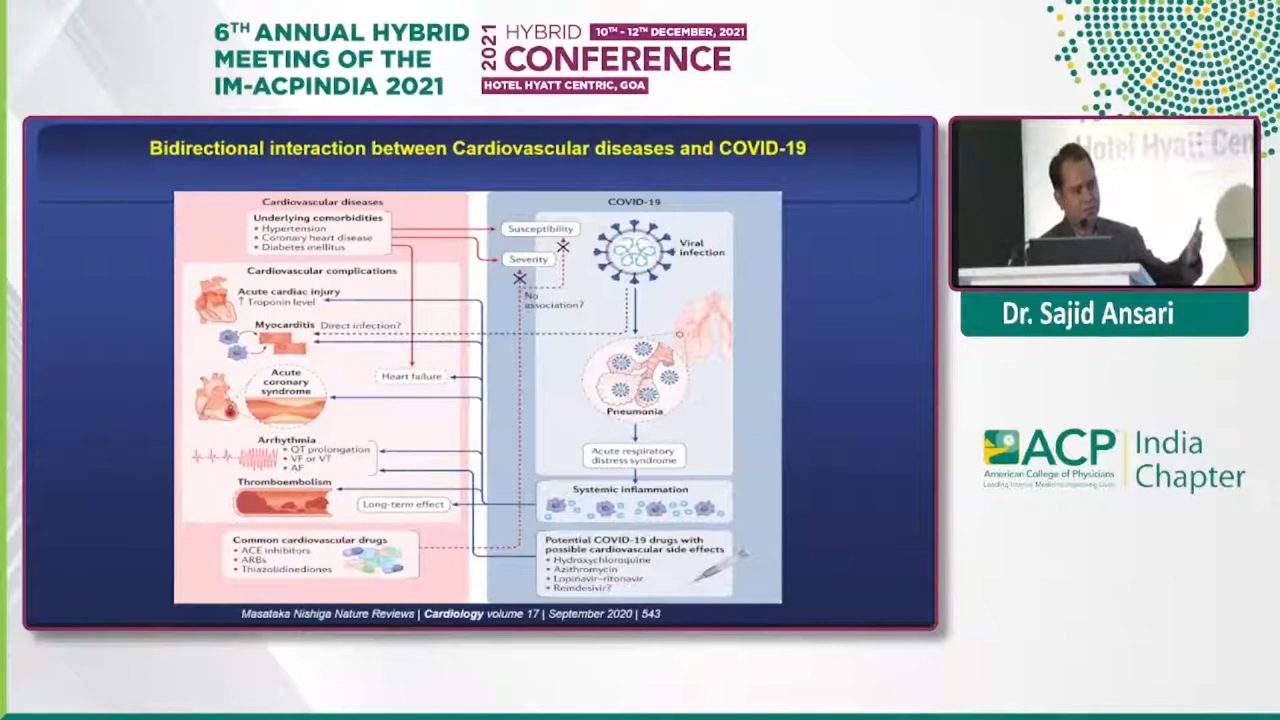 6TH ANNUAL HYBRID
MEETING OF THE
IM-ACPINDIA 2021
2021
HYBRID 10TH - 12TH DECEMBER, 2021
CONFERENCE
HOTEL HYATT CENTRIC, GOA
Bidirectional interaction between Cardiovascular diseases and COVID-19
Cardiovascular diseases
Underlying comorbidities
• Hypertension
• Coronary heart disease
• Diabetes mellitus
Cardiovascular complications
Acute cardiac injury
↑ Troponin level
Myocarditis
Direct infection?
Heart failure
Acute
coronary
syndrome
Arrhythmia
• QT prolongation
• VF or VT
• AF
Thromboembolism
Long-term effect
Common cardiovascular drugs
• ACE inhibitors
• ARBs
• Thiazolidinediones
COVID-19
Susceptibility
Severity
No
association?
Viral
infection
Pneumonia
Acute respiratory
distress syndrome
Systemic inflammation
Potential COVID-19 drugs with
possible cardiovascular side effects
• Hydroxychloroquine
• Azithromycin
• Lopinavir–ritonavir
• Remdesivir?
Masataka Nishiga Nature Reviews | Cardiology volume 17 | September 2020 | 543
Hotel Hyatt Cen
Dr. Sajid Ansari
ACP
American College of Physicians
India
Chapter